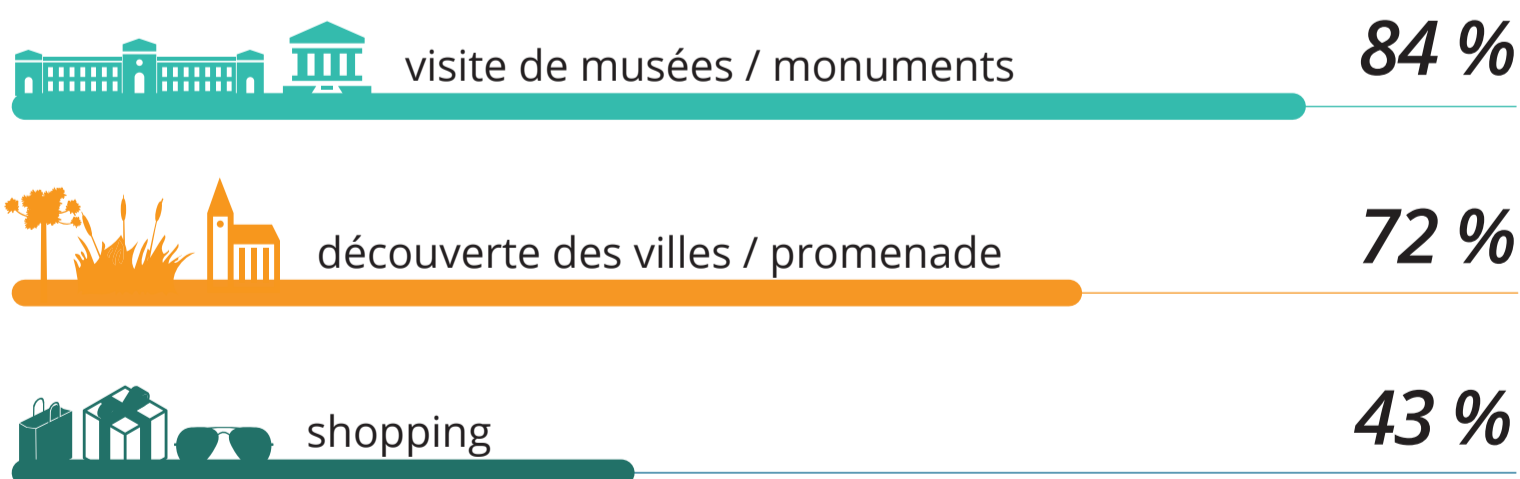 visite de musées / monuments 84 %
découverte des villes / promenade 72 %
shopping 43 %